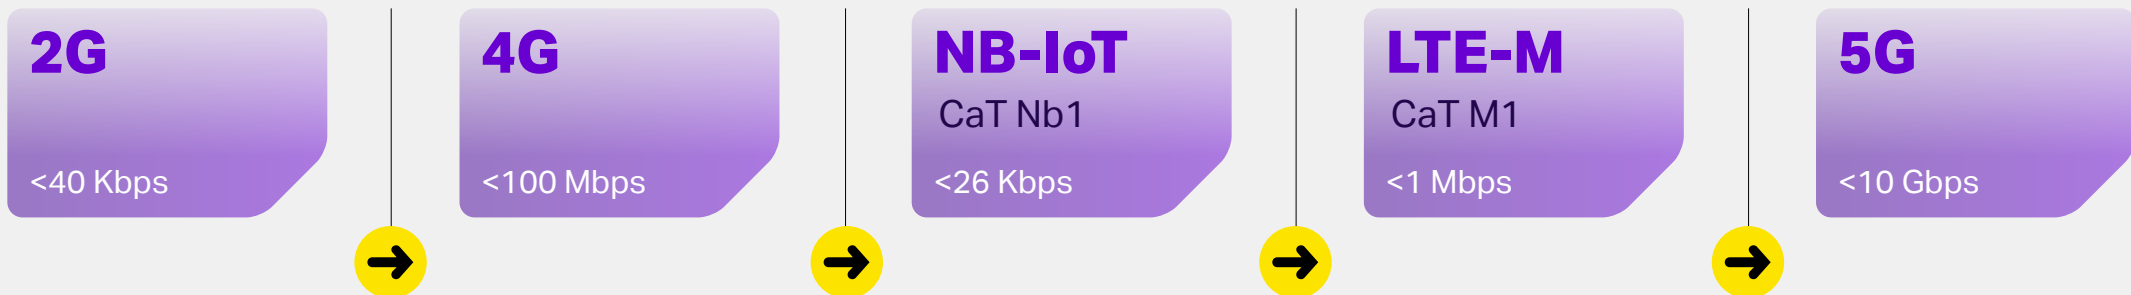 2G
<40 Kbps
4G
<100 Mbps
NB-IoT
CaT Nb1
<26 Kbps
LTE-M
CaT M1
<1 Mbps
5G
<10 Gbps